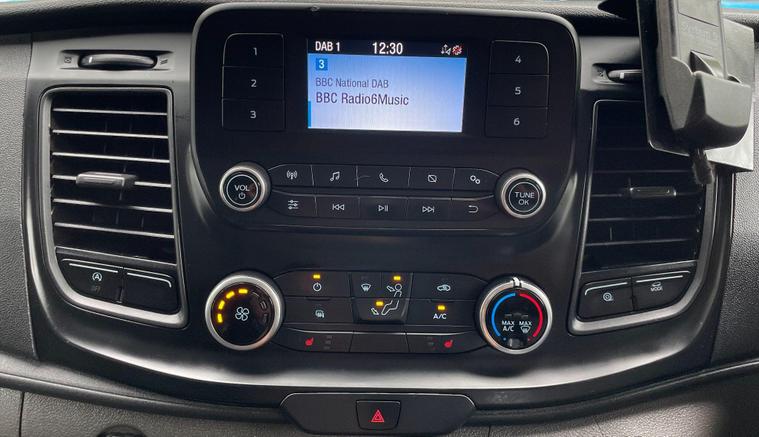 DAB 1 12:30
3
BBC National DAB
BBC Radio6Music
1
2
3
4
5
6
VOL
TUNE
OK
OFF
MODE
A/C
MAX
A/C
MAX